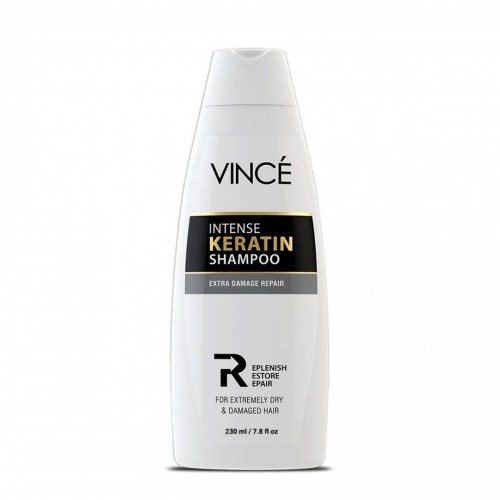 VINCÉ
INTENSE
KERATIN
SHAMPOO
EXTRA DAMAGE REPAIR
R EPLENISH
ESTORE
EPAIR
FOR EXTREMELY DRY
& DAMAGED HAIR
230 ml / 7.8 fl oz